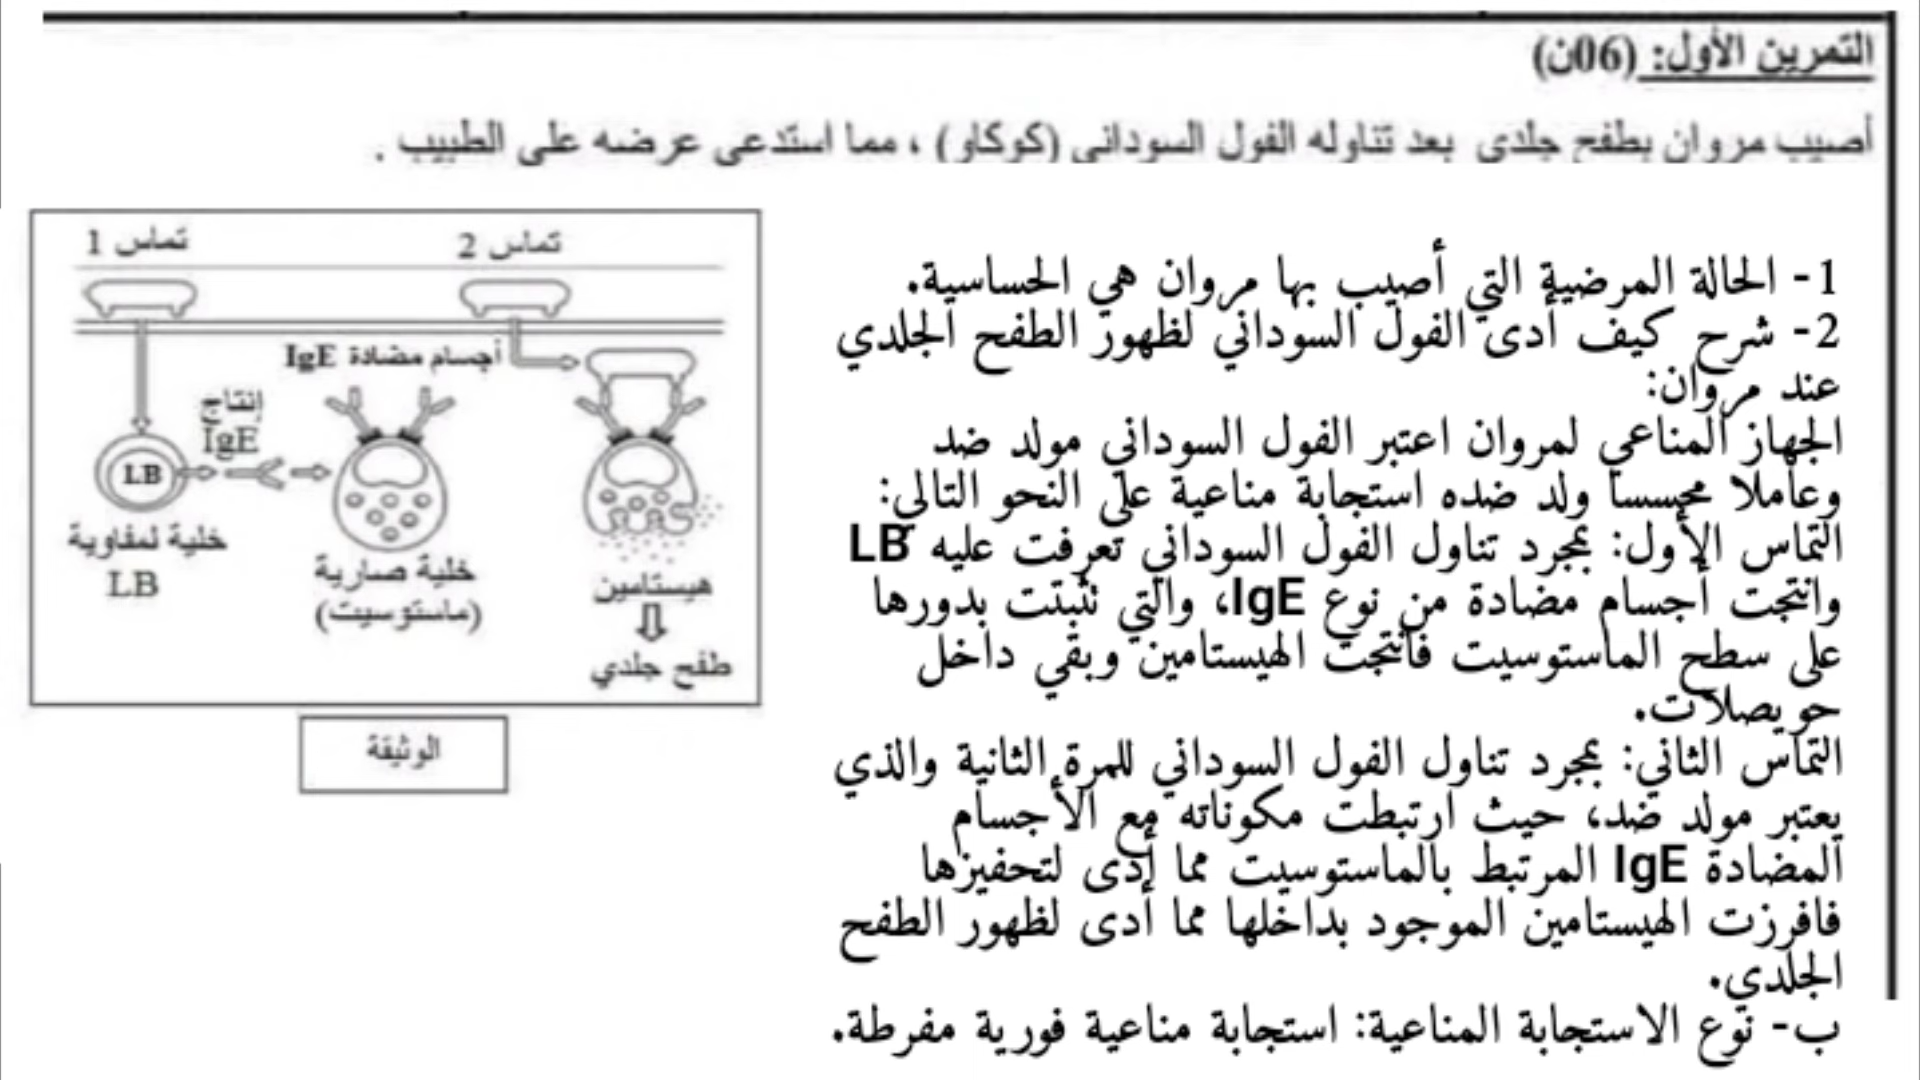 التمرين الأول: (06ن)
أصيب مروان بطفح جلدي بعد تناوله الفول السوداني (كوكاو) ، مما استدعى عرضه على الطبيب .
1- الحالة المرضية التي أصيب بها مروان هي الحساسية.
2- شرح كيف أدى الفول السوداني لظهور الطفح الجلدي
عند مروان:
الجهاز المناعي لمروان اعتبر الفول السوداني مولد ضد
وعاملا محسسا ولد ضده استجابة مناعية على النحو التالي:
التماس الأول: بمجرد تناول الفول السوداني تعرفت عليه LB
وانتجت أجسام مضادة من نوع IgE، والتي تثبتت بدورها
على سطح الماستوسيت فأنتجت الهيستامين وبقي داخل
حويصلات.
التماس الثاني: بمجرد تناول الفول السوداني للمرة الثانية والذي
يعتبر مولد ضد، حيث ارتبطت مكوناته مع الأجسام
المضادة IgE المرتبط بالماستوسيت مما أدى لتحفيزها
فافرزت الهيستامين الموجود بداخلها مما أدى لظهور الطفح
الجلدي.
ب- نوع الاستجابة المناعية: استجابة مناعية فورية مفرطة.
تماس 1
تماس 2
أجسام مضادة IgE
إنتاج
IgE
LB
خلية لمفاوية
LB
خلية صارية
(ماستوسيت)
هيستامين
طفح جلدي
الوثيقة